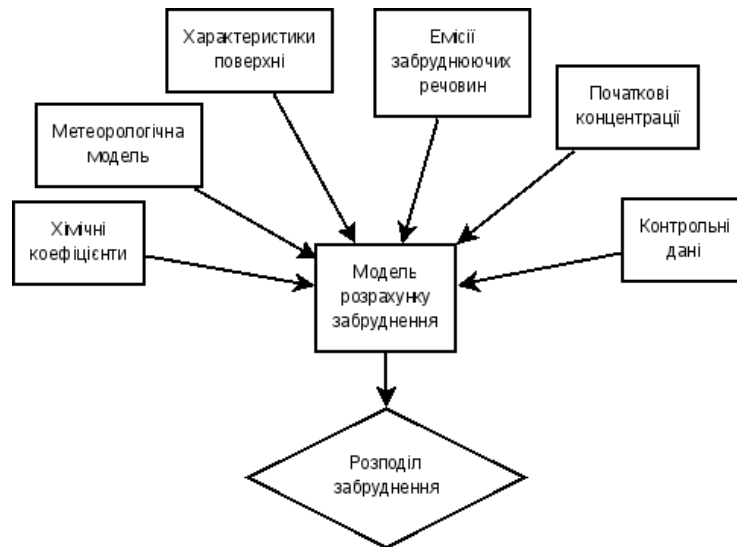 Характеристики
поверхні
Емісії
забруднюючих
речовин
Початкові
концентрації
Метеорологічна
модель
Хімічні
коефіцієнти
Контрольні
дані
Модель
розрахунку
забруднення
Розподіл
забруднення